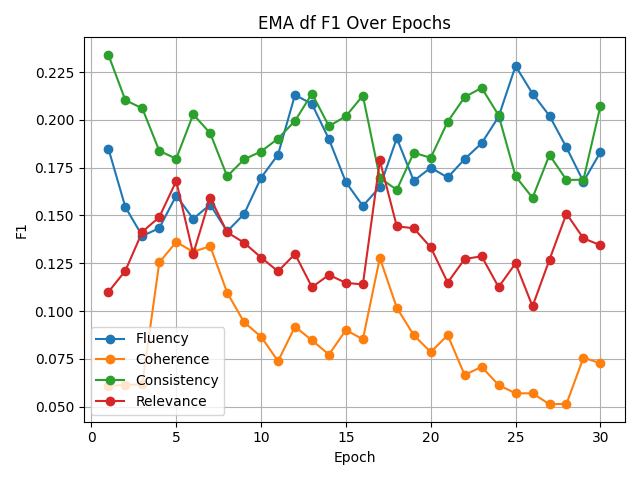 EMA df F1 Over Epochs
F1
0.225
0.200
0.175
0.150
0.125
0.100
0.075
0.050
Fluency
Coherence
Consistency
Relevance
0 5 10 15 20 25 30
Epoch